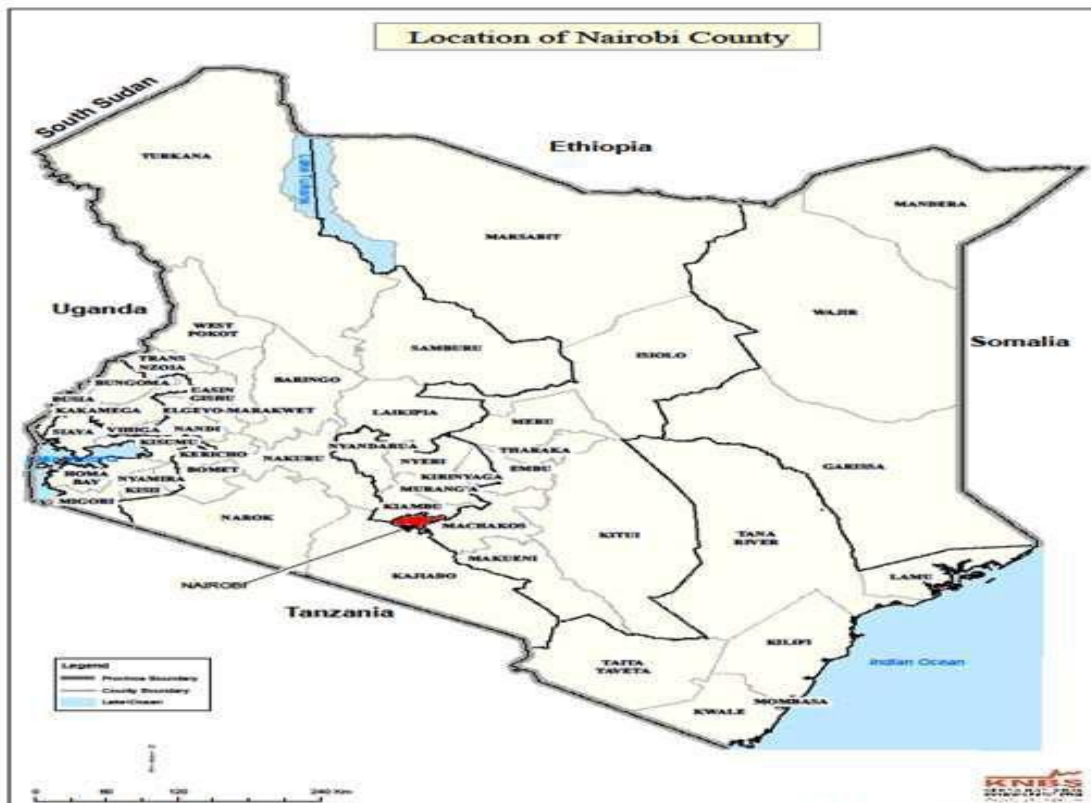 Location of Nairobi County
South Sudan
Ethiopia
TURKANA
Lake Turkana
MANDERA
MARSABIT
Uganda
WAJIR
Somalia
WEST
POKOT
SAMBURU
ISIOLO
TRANS
NZOIA
BUNGOMA
BARINGO
UASIN
GISHU
BUSIA
KAKAMEGA
ELGEYO-MARAKWET
LAIKIPIA
MERU
SIAYA
VIHIGA
NANDI
KISUMU
NYANDARUA
THARAKA
KERICHO
NAKURU
NYERI
EMBU
GARISSA
HOMA
BAY
NYAMIRA
BOMET
KIRINYAGA
KISII
MURANG'A
MIGORI
NAROK
KIAMBU
MACHAKOS
KITUI
TANA
RIVER
MAKUENI
NAIROBI
KAJIADO
LAMU
Tanzania
KILIFI
TAITA
TAVETA
Indian Ocean
MOMBASA
KWALE
Legend
Province Boundary
County Boundary
Lake/Ocean
0 60 120 240 Km
KNBS